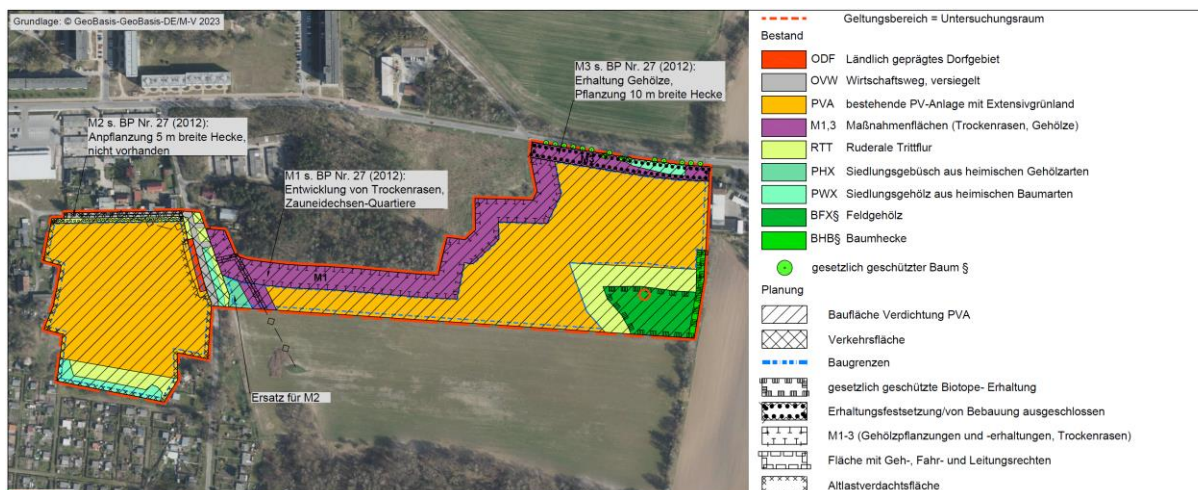 Grundlage: © GeoBasis-GeoBasis-DE/M-V 2023
M3 s. BP Nr. 27 (2012):
Erhaltung Gehölze,
Pflanzung 10 m breite Hecke
M2 s. BP Nr. 27 (2012):
Anpflanzung 5 m breite Hecke,
nicht vorhanden
M1 s. BP Nr. 27 (2012):
Entwicklung von Trockenrasen,
Zauneidechsen-Quartiere
M1
Ersatz für M2
Geltungsbereich = Untersuchungsraum
Bestand
ODF Ländlich geprägtes Dorfgebiet
OVW Wirtschaftsweg, versiegelt
PVA bestehende PV-Anlage mit Extensivgrünland
M1,3 Maßnahmenflächen (Trockenrasen, Gehölze)
RTT Ruderale Trittflur
PHX Siedlungsgebüsch aus heimischen Gehölzarten
PWX Siedlungsgehölz aus heimischen Baumarten
BFX§ Feldgehölz
BHB§ Baumhecke
gesetzlich geschützter Baum §
Planung
Baufläche Verdichtung PVA
Verkehrsfläche
Baugrenzen
gesetzlich geschützte Biotope- Erhaltung
Erhaltungsfestsetzung/von Bebauung ausgeschlossen
M1-3 (Gehölzpflanzungen und -erhaltungen, Trockenrasen)
Fläche mit Geh-, Fahr- und Leitungsrechten
Altlastverdachtsfläche